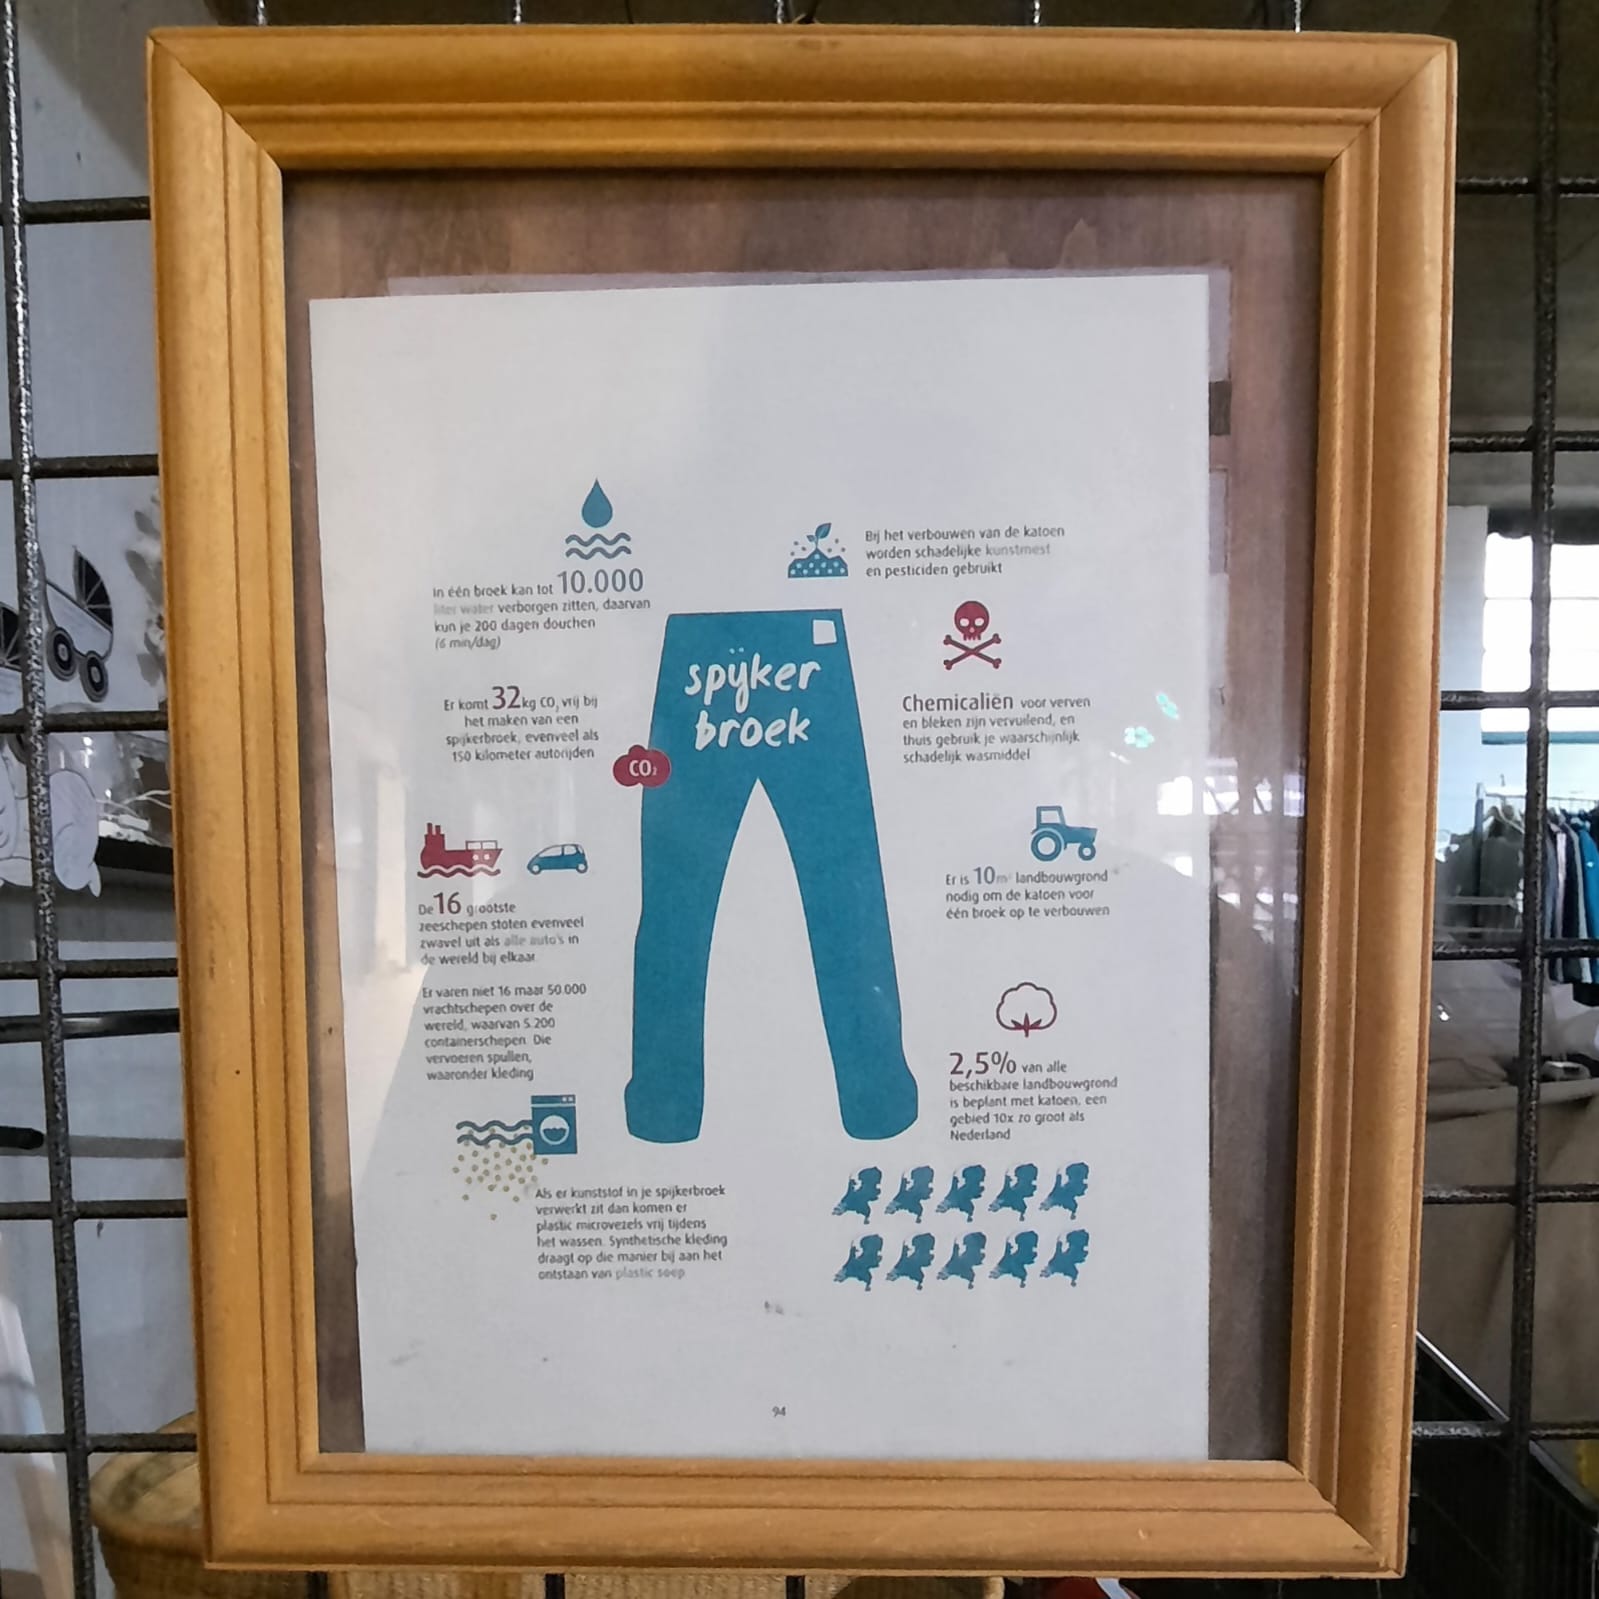 In één broek kan tot 10.000
liter water verborgen zitten, daarvan
kun je 200 dagen douchen
(6 min/dag)
Er komt 32kg CO₂ vrij bij
het maken van een
spijkerbroek, evenveel als
150 kilometer autorijden
CO₂
De 16 grootste
zeeschepen stoten evenveel
zwavel uit als alle auto's in
de wereld bij elkaar
Er varen niet 16 maar 50.000
vrachtschepen over de
wereld, waarvan 5.200
containerschepen. Die
vervoeren spullen,
waaronder kleding
Als er kunststof in je spijkerbroek
verwerkt zit dan komen er
plastic microvezels vrij tijdens
het wassen. Synthetische kleding
draagt op die manier bij aan het
ontstaan van plastic soep
spijker
broek
Bij het verbouwen van de katoen
worden schadelijke kunstmest
en pesticiden gebruikt
Chemicaliën voor verven
en bleken zijn vervuilend, en
thuis gebruik je waarschijnlijk
schadelijk wasmiddel
Er is 10m² landbouwgrond
nodig om de katoen voor
één broek op te verbouwen
2,5% van alle
beschikbare landbouwgrond
is beplant met katoen, een
gebied 10x zo groot als
Nederland
94